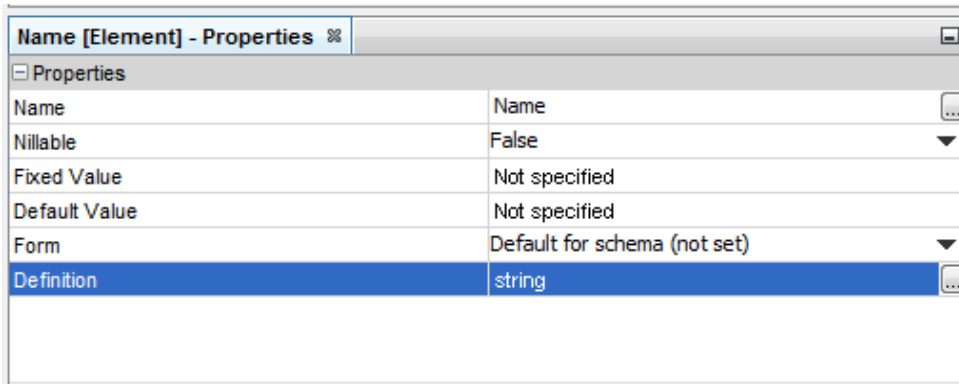 Name [Element] - Properties
Properties
Name Name ...
Nillable False
Fixed Value Not specified
Default Value Not specified
Form Default for schema (not set)
Definition string ...